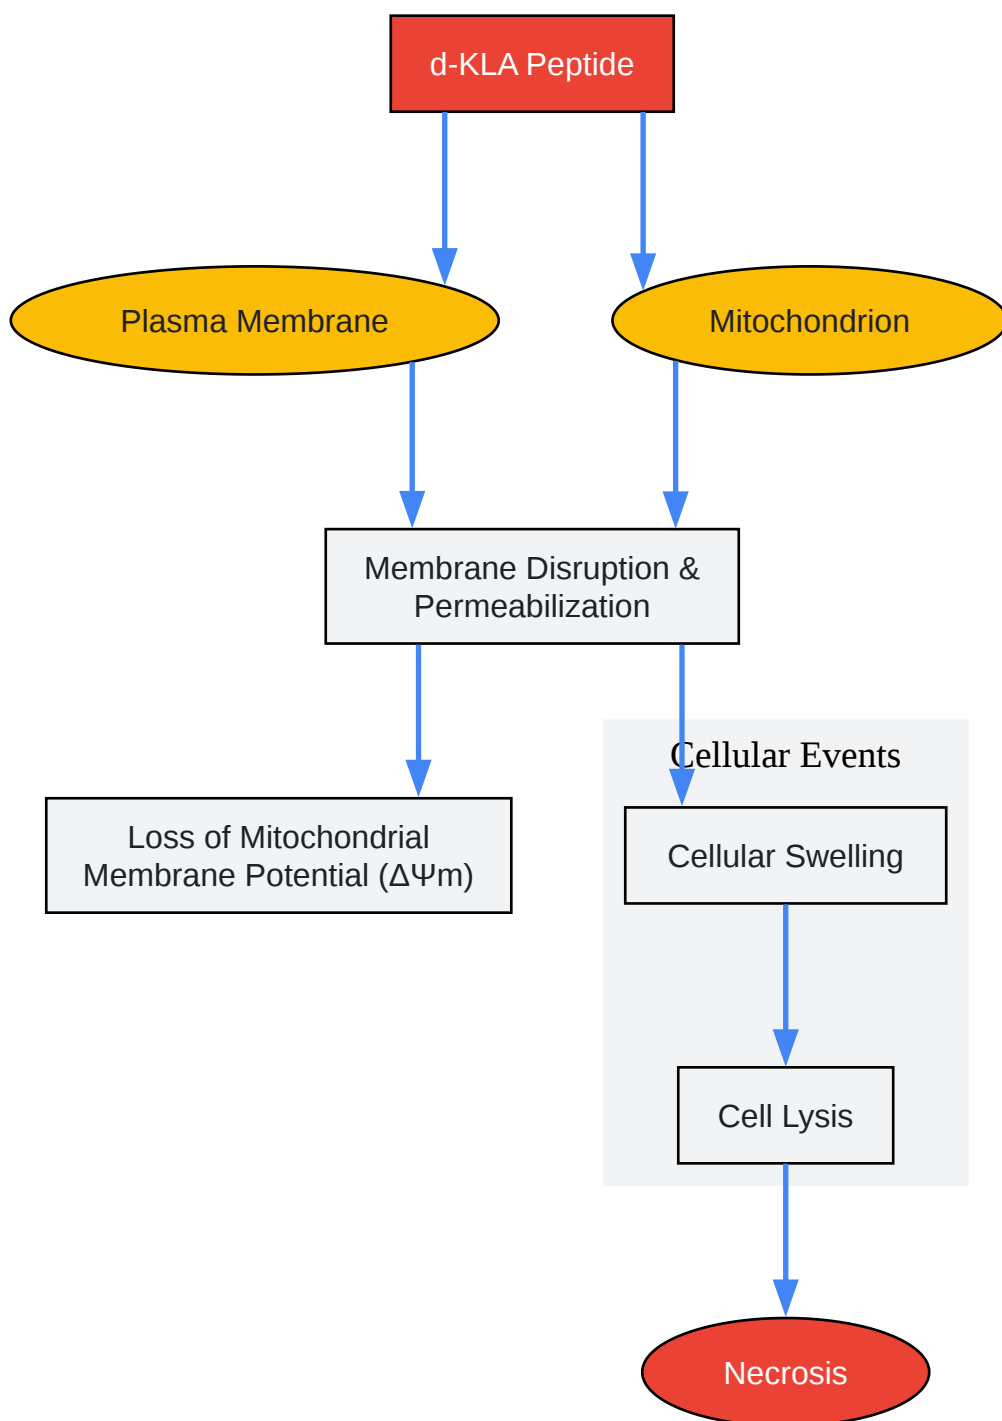 d-KLA Peptide
Plasma Membrane
Mitochondrion
Membrane Disruption &
Permeabilization
Cellular Events
Loss of Mitochondrial
Membrane Potential (ΔΨm)
Cellular Swelling
Cell Lysis
Necrosis